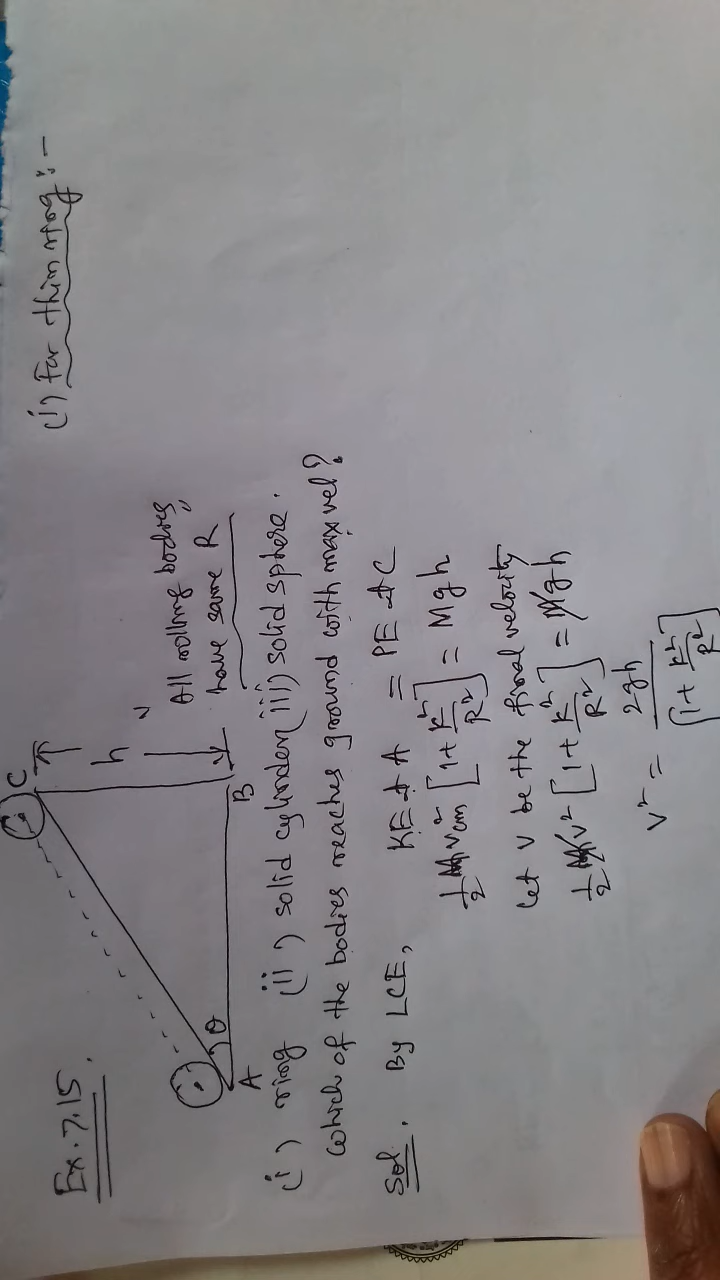 Ex. 7.15.
C
h
A
θ
B
" All rolling bodies
have same R "
(i) ring (ii) solid cylinder (iii) solid sphere.
Which of the bodies reaches ground with max vel?
Sol. By LCE, KE at A = PE at C
1/2 M v²cm [1 + K²/R²] = Mgh
Let v be the final velocity
1/2 M v² [1 + K²/R²] = Mgh
v² = 2gh / [1 + K²/R²]
(i) For thin ring :-